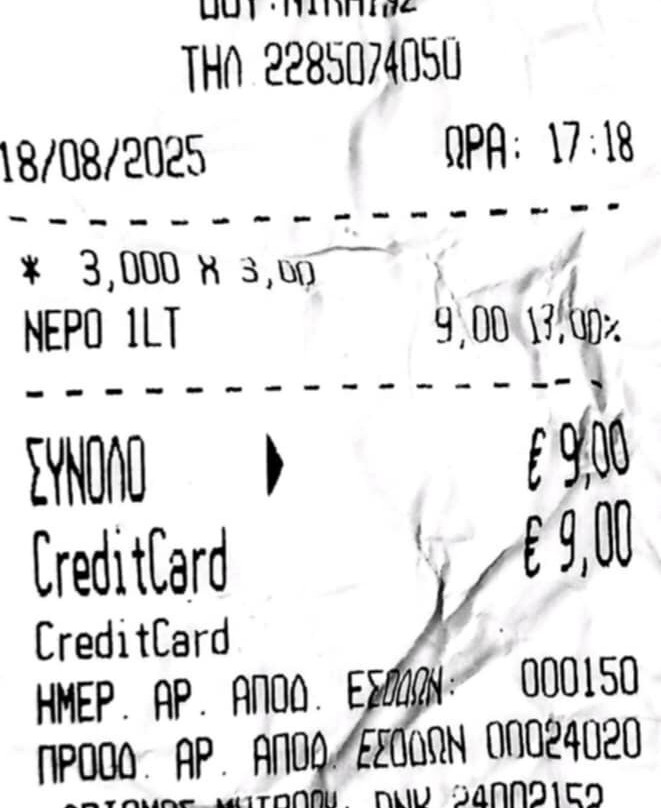 ΤΗΛ 2285074050
18/08/2025 ΩΡΑ: 17:18
* 3,000 X 3,00
ΝΕΡΟ 1LT 9,00 13,00%
ΣΥΝΟΛΟ € 9,00
CreditCard € 9,00
CreditCard
ΗΜΕΡ. ΑΡ. ΑΠΟΔ. ΕΣΟΔΩΝ: 000150
ΠΡΟΟΔ. ΑΡ. ΑΠΟΔ. ΕΣΟΔΩΝ 00024020